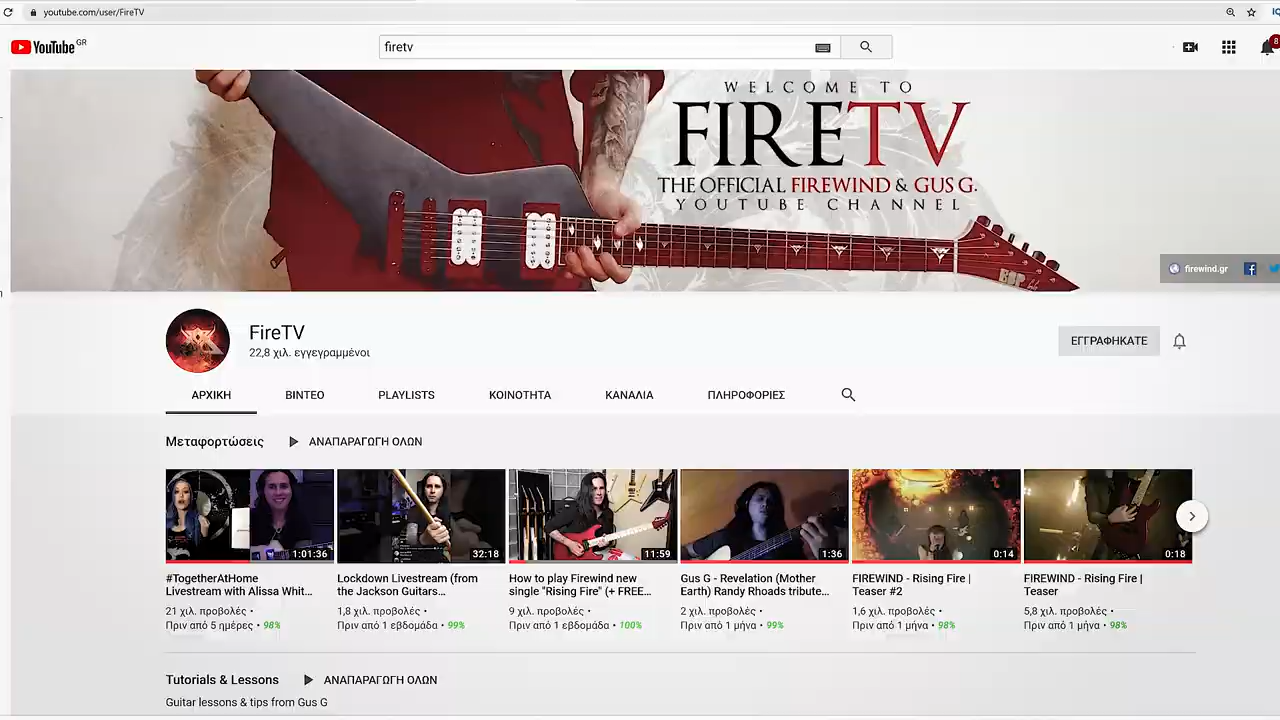 youtube.com/user/FireTV
YouTube GR
firetv
8
WELCOME TO
FIRETV
THE OFFICIAL FIREWIND & GUS G.
YOUTUBE CHANNEL
firewind.gr
FireTV
22,8 χιλ. εγγεγραμμένοι
ΕΓΓΡΑΦΗΚΑΤΕ
ΑΡΧΙΚΗ ΒΙΝΤΕΟ PLAYLISTS ΚΟΙΝΟΤΗΤΑ ΚΑΝΑΛΙΑ ΠΛΗΡΟΦΟΡΙΕΣ
Μεταφορτώσεις ΑΝΑΠΑΡΑΓΩΓΗ ΟΛΩΝ
1:01:36 32:18 11:59 1:36 0:14 0:18
#TogetherAtHome
Livestream with Alissa Whit...
21 χιλ. προβολές •
Πριν από 5 ημέρες • 98%
Lockdown Livestream (from
the Jackson Guitars...
1,8 χιλ. προβολές •
Πριν από 1 εβδομάδα • 99%
How to play Firewind new
single "Rising Fire" (+ FREE...
9 χιλ. προβολές •
Πριν από 1 εβδομάδα • 100%
Gus G - Revelation (Mother
Earth) Randy Rhoads tribute...
2 χιλ. προβολές •
Πριν από 1 μήνα • 99%
FIREWIND - Rising Fire |
Teaser #2
1,6 χιλ. προβολές •
Πριν από 1 μήνα • 98%
FIREWIND - Rising Fire |
Teaser
5,8 χιλ. προβολές •
Πριν από 1 μήνα • 98%
Tutorials & Lessons ΑΝΑΠΑΡΑΓΩΓΗ ΟΛΩΝ
Guitar lessons & tips from Gus G